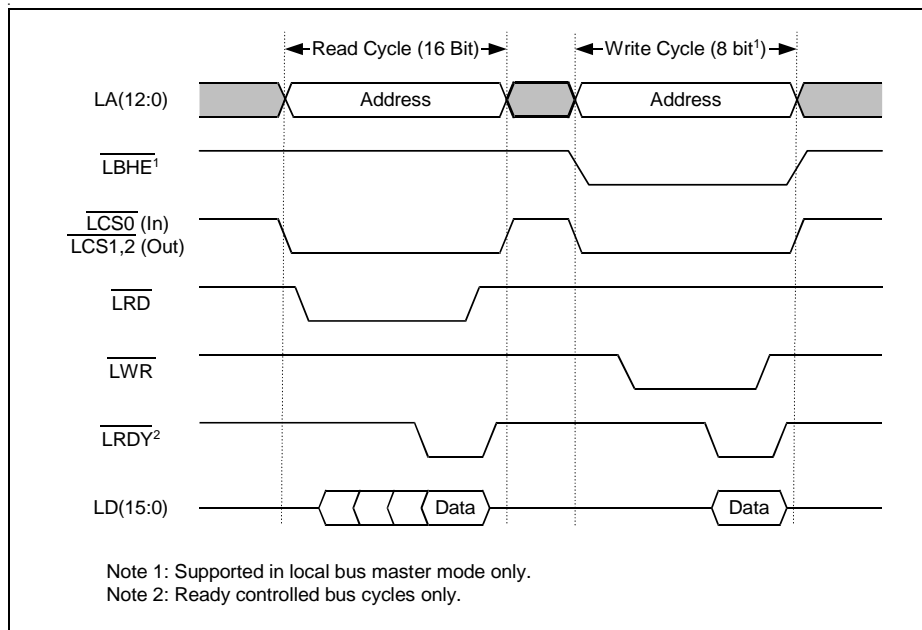 Read Cycle (16 Bit) Write Cycle (8 bit¹)
LA(12:0) Address Address
LBHE¹
LCS0 (In)
LCS1,2 (Out)
LRD
LWR
LRDY²
LD(15:0) Data Data
Note 1: Supported in local bus master mode only.
Note 2: Ready controlled bus cycles only.